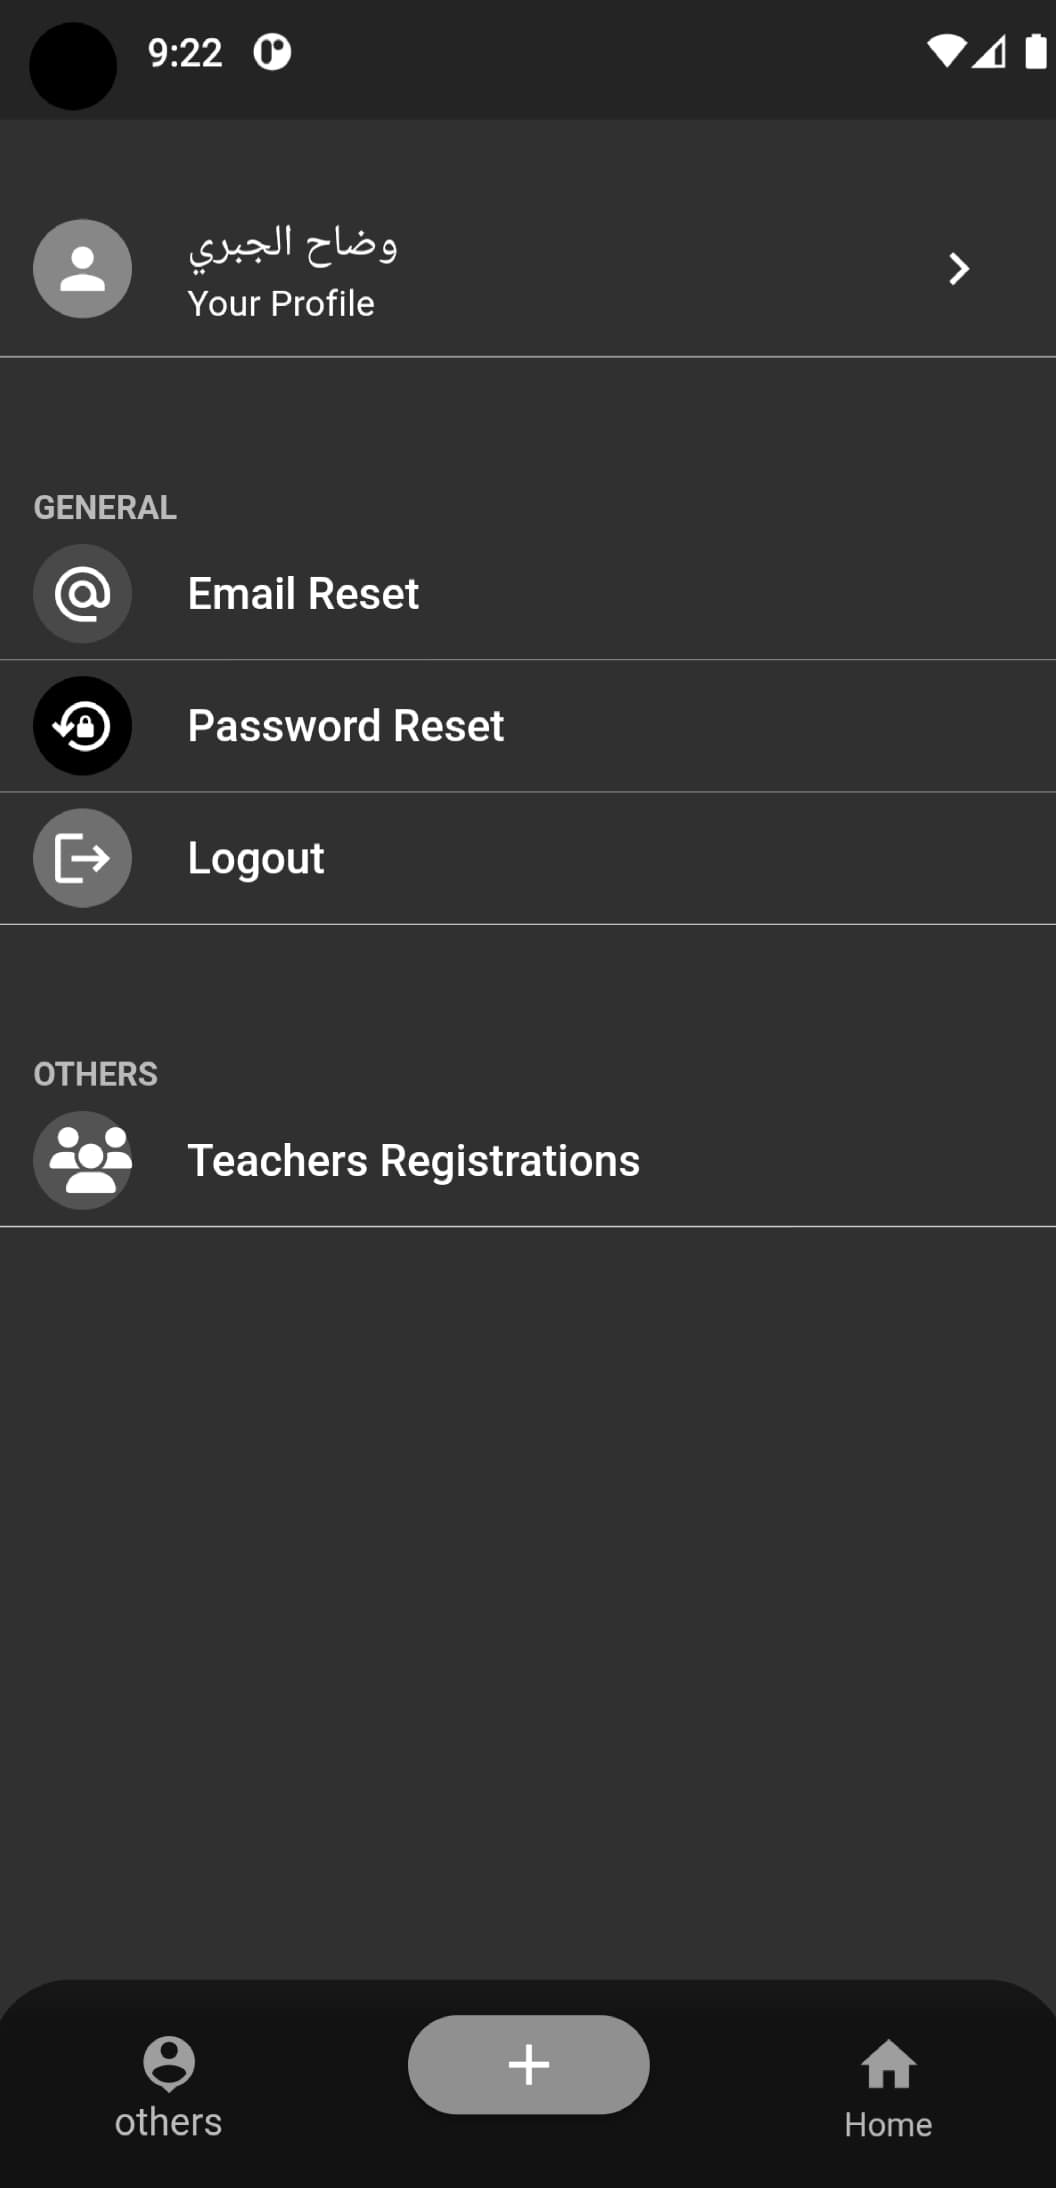 9:22
وضاح الجبري
Your Profile
GENERAL
Email Reset
Password Reset
Logout
OTHERS
Teachers Registrations
others
Home